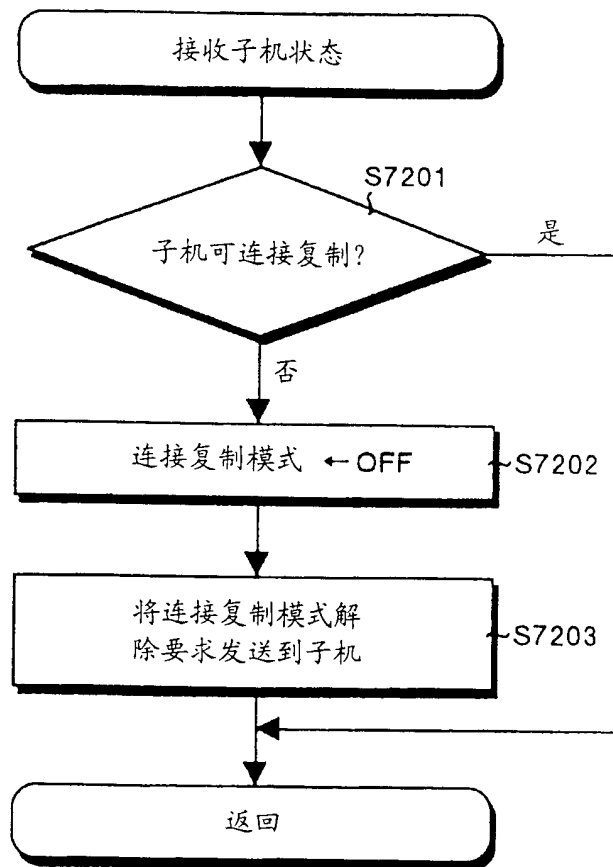 接收子机状态
S7201
子机可连接复制?
是
否
连接复制模式 ←OFF
S7202
将连接复制模式解
除要求发送到子机
S7203
返回